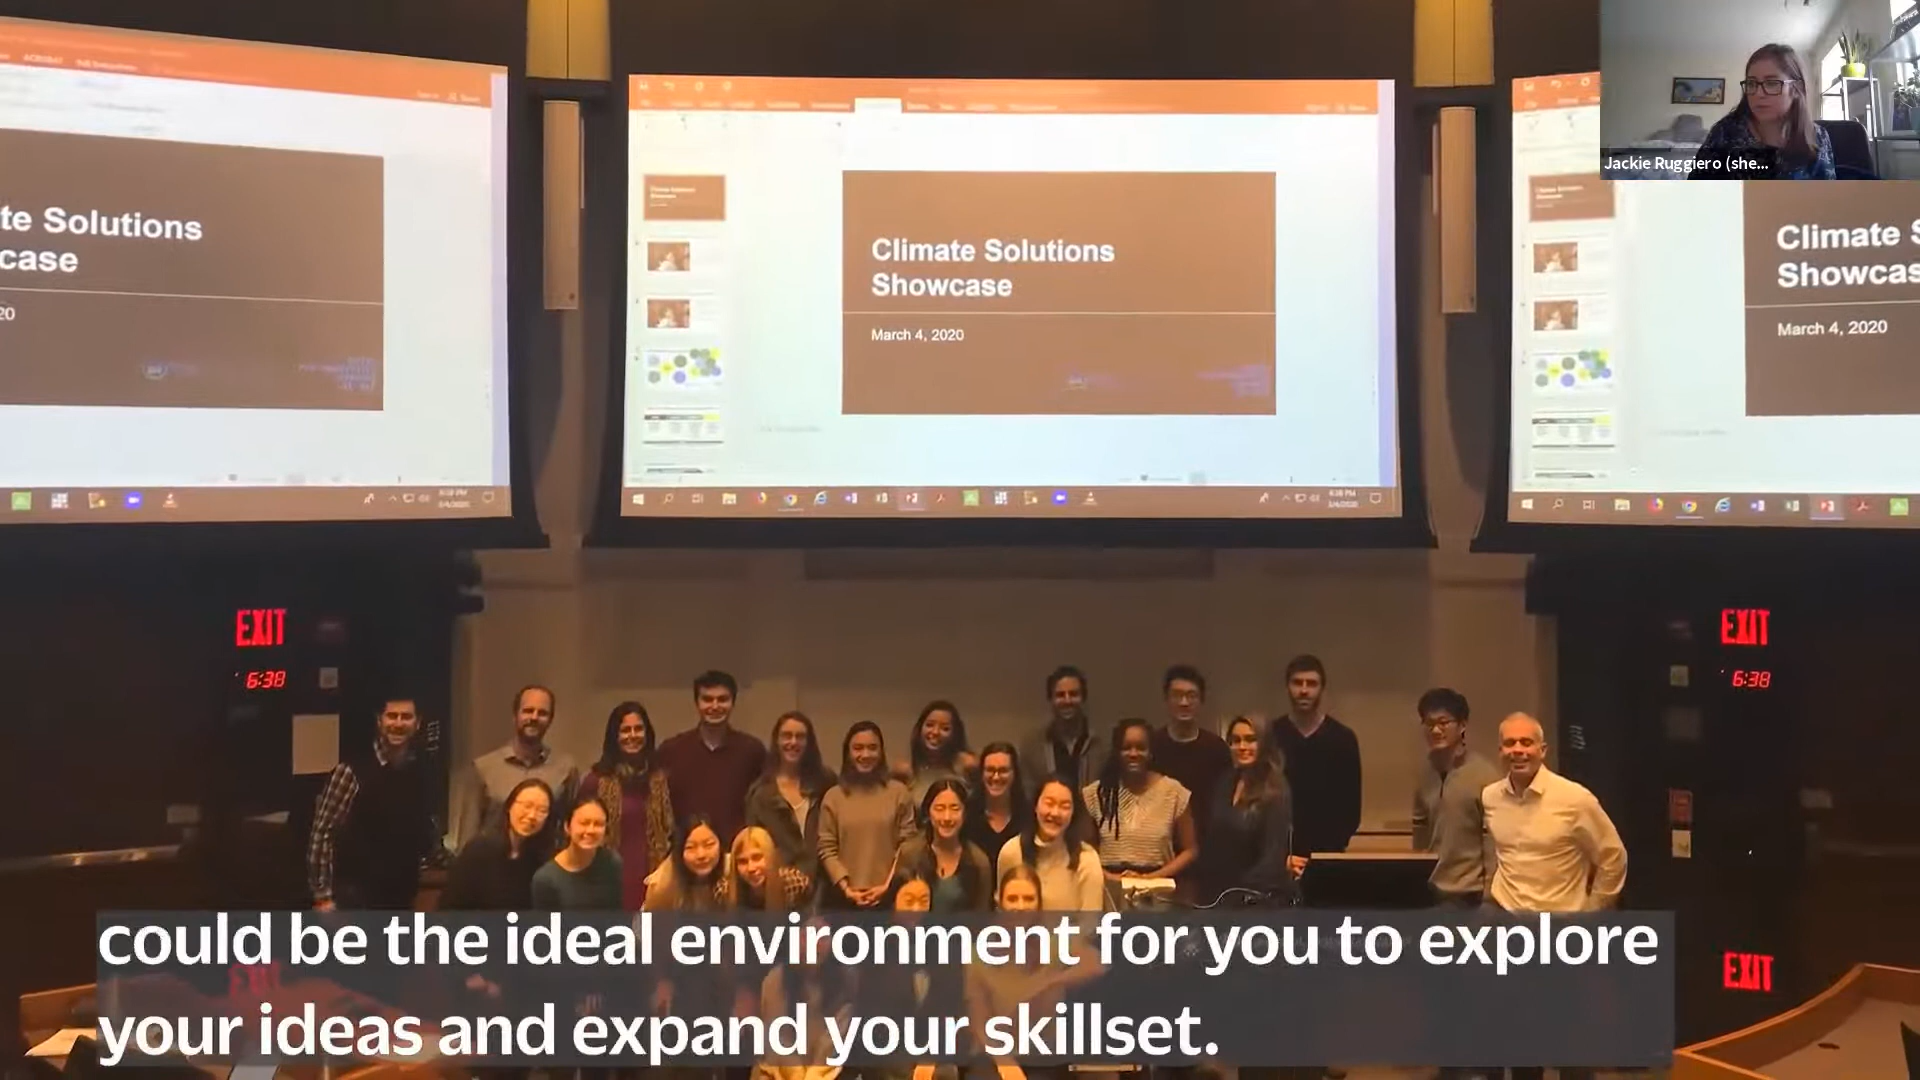 te Solutions
case
20
Climate Solutions
Showcase
March 4, 2020
Climate S
Showcas
March 4, 2020
Jackie Ruggiero (she...
EXIT
6:38
EXIT
6:38
EXIT
could be the ideal environment for you to explore
your ideas and expand your skillset.